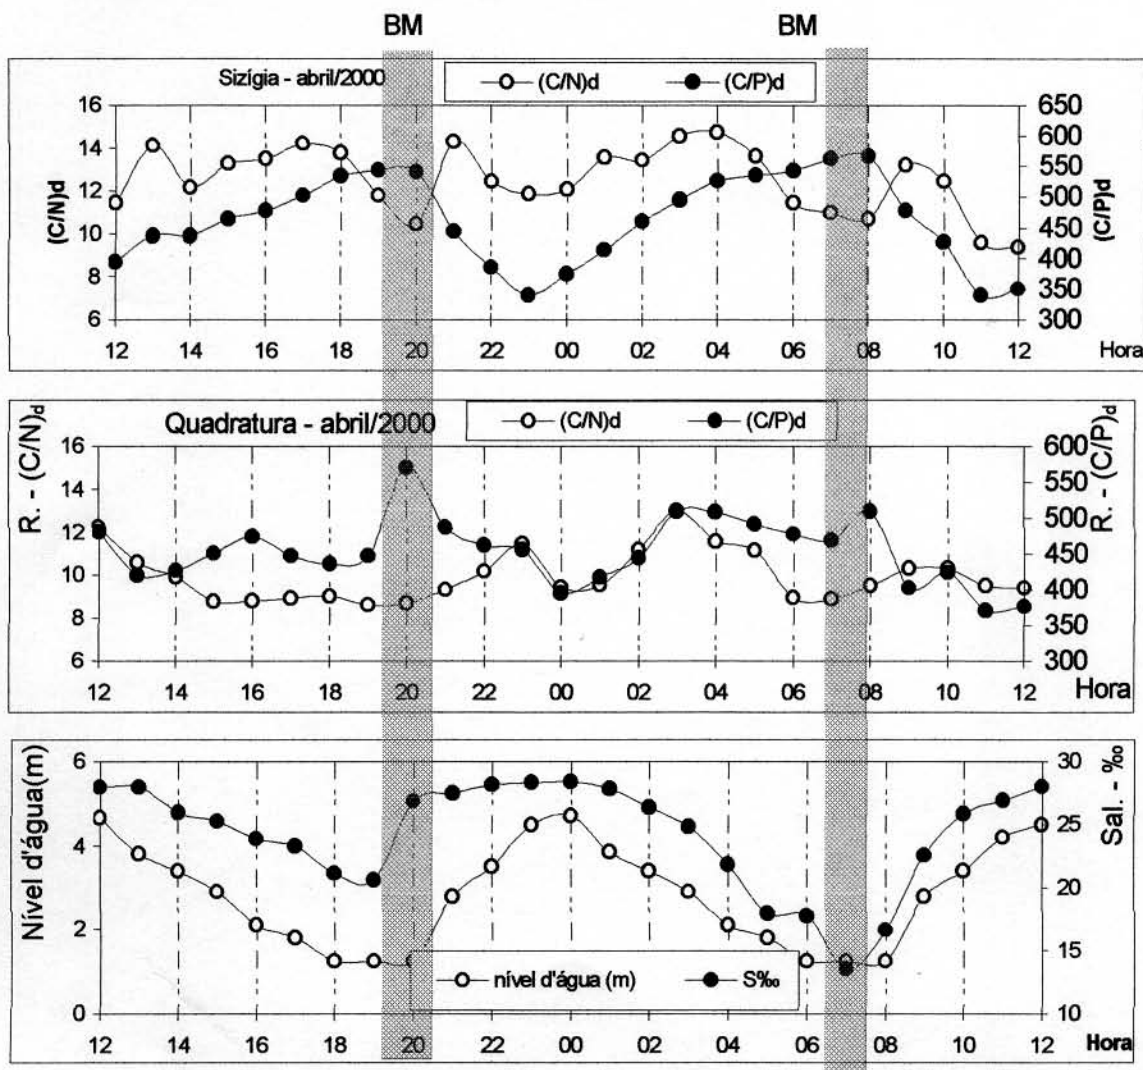 BM BM
Sizígia - abril/2000 (C/N)d (C/P)d
16 650
14 600
550
12 500
10 450
400
8 350
6 300
(C/N)d (C/P)d
12 14 16 18 20 22 00 02 04 06 08 10 12 Hora
Quadratura - abril/2000 (C/N)d (C/P)d
16 600
14 550
12 500
450
10 400
8 350
6 300
R. - (C/N)d R. - (C/P)d
12 14 16 18 20 22 00 02 04 06 08 10 12 Hora
6 30
25
4
20
2
15
0 10
Nível d'água(m) Sal. - ‰
nível d'água (m) S‰
12 14 16 18 20 22 00 02 04 06 08 10 12 Hora